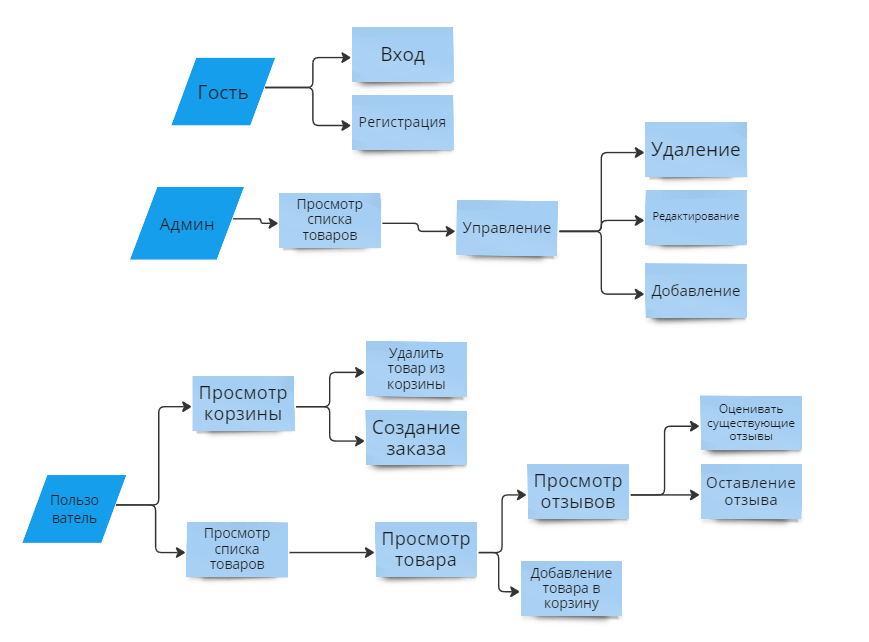 Вход
Гость
Регистрация
Удаление
Админ
Просмотр
списка
товаров
Управление
Редактирование
Добавление
Удалить
товар из
корзины
Просмотр
корзины
Создание
заказа
Оценивать
существующие
отзывы
Пользо
ватель
Просмотр
отзывов
Оставление
отзыва
Просмотр
списка
товаров
Просмотр
товара
Добавление
товара в
корзину